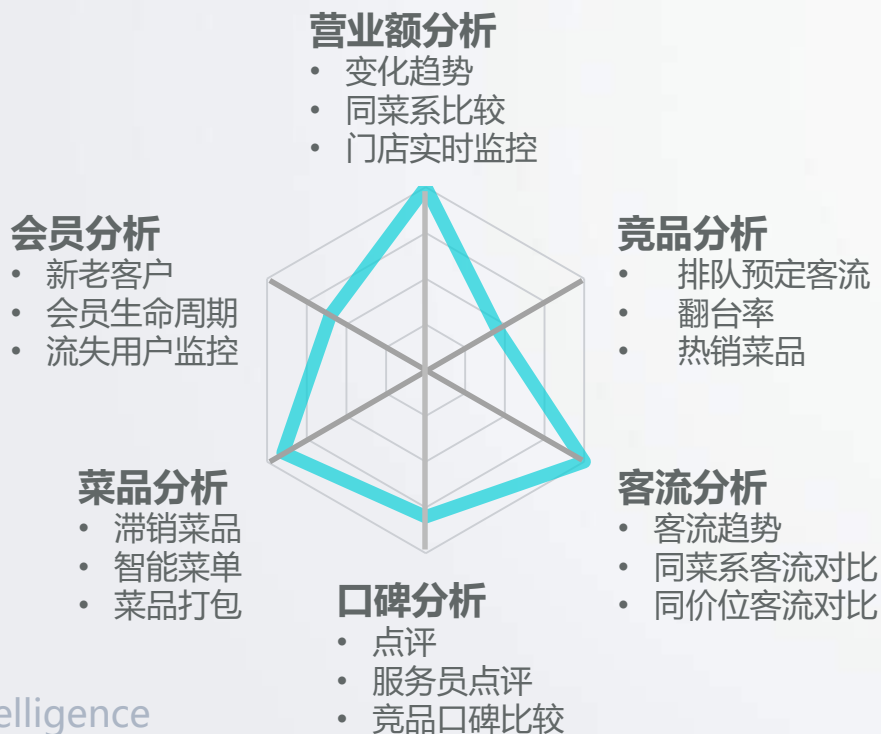 营业额分析
• 变化趋势
• 同菜系比较
• 门店实时监控
会员分析
• 新老客户
• 会员生命周期
• 流失用户监控
竞品分析
• 排队预定客流
• 翻台率
• 热销菜品
菜品分析
• 滞销菜品
• 智能菜单
• 菜品打包
客流分析
• 客流趋势
• 同菜系客流对比
• 同价位客流对比
口碑分析
• 点评
• 服务员点评
• 竞品口碑比较
elligence